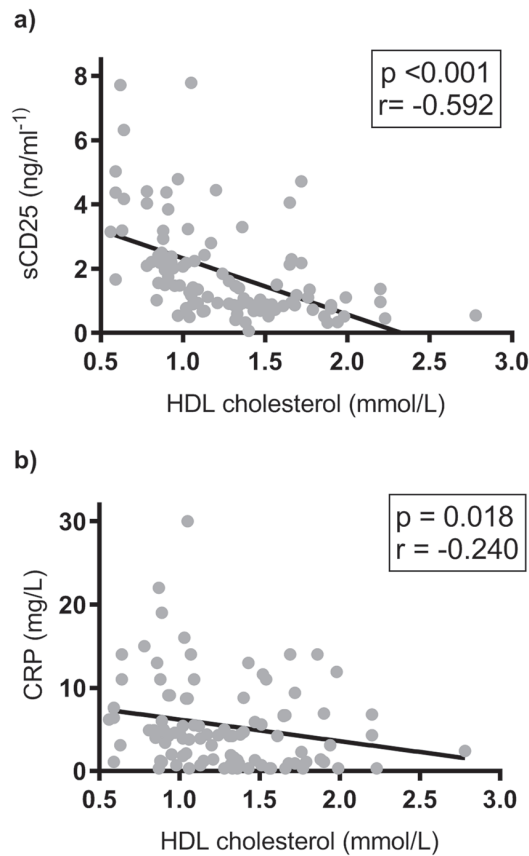 a)
p <0.001
r= -0.592
8
6
4
2
0
sCD25 (ng/ml⁻¹)
0.5 1.0 1.5 2.0 2.5 3.0
HDL cholesterol (mmol/L)
b)
p = 0.018
r = -0.240
30
20
10
0
CRP (mg/L)
0.5 1.0 1.5 2.0 2.5 3.0
HDL cholesterol (mmol/L)